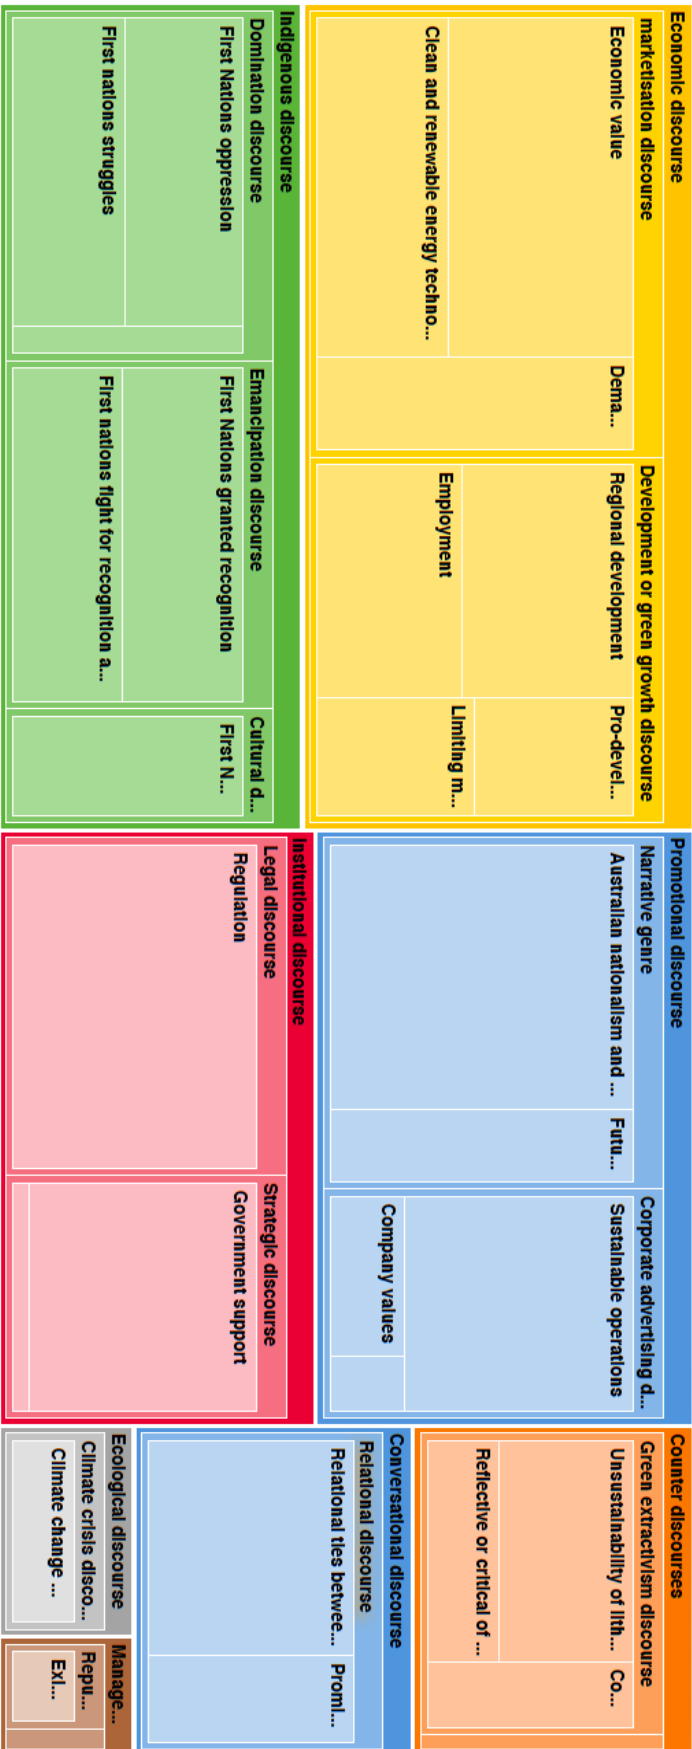 Economic discourse
marketisation discourse
Economic value
Clean and renewable energy techno...
Dema...
Development or green growth discourse
Regional development
Employment
Pro-devel...
Limiting m...
Indigenous discourse
Domination discourse
First Nations oppression
First nations struggles
Emancipation discourse
First Nations granted recognition
First nations fight for recognition a...
Cultural d...
First N...
Promotional discourse
Narrative genre
Australian nationalism and ...
Futu...
Corporate advertising d...
Sustainable operations
Company values
Institutional discourse
Legal discourse
Regulation
Strategic discourse
Government support
Counter discourses
Green extractivism discourse
Unsustainability of lith...
Reflective or critical of ...
Co...
Conversational discourse
Relational discourse
Relational ties betwee...
Promi...
Ecological discourse
Climate crisis disco...
Climate change ...
Manage...
Repu...
Exi...